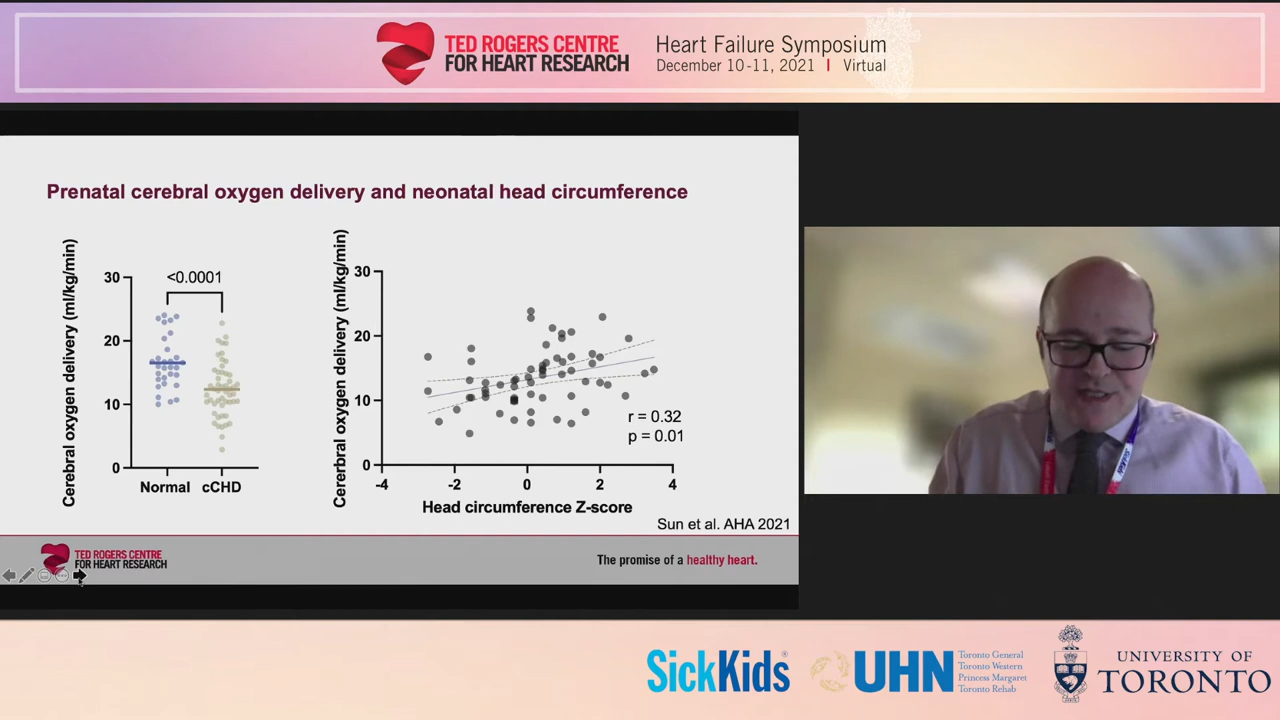 TED ROGERS CENTRE
FOR HEART RESEARCH
Heart Failure Symposium
December 10-11, 2021 | Virtual
Prenatal cerebral oxygen delivery and neonatal head circumference
Cerebral oxygen delivery (ml/kg/min)
30
20
10
0
<0.0001
Normal
cCHD
Cererbral oxygen delivery (ml/kg/min)
30
20
10
0
r = 0.32
p = 0.01
-4
-2
0
2
4
Head circumference Z-score
Sun et al. AHA 2021
TED ROGERS CENTRE
FOR HEART RESEARCH
The promise of a healthy heart.
SickKids
UHN
Toronto General
Toronto Western
Princess Margaret
Toronto Rehab
UNIVERSITY OF
TORONTO